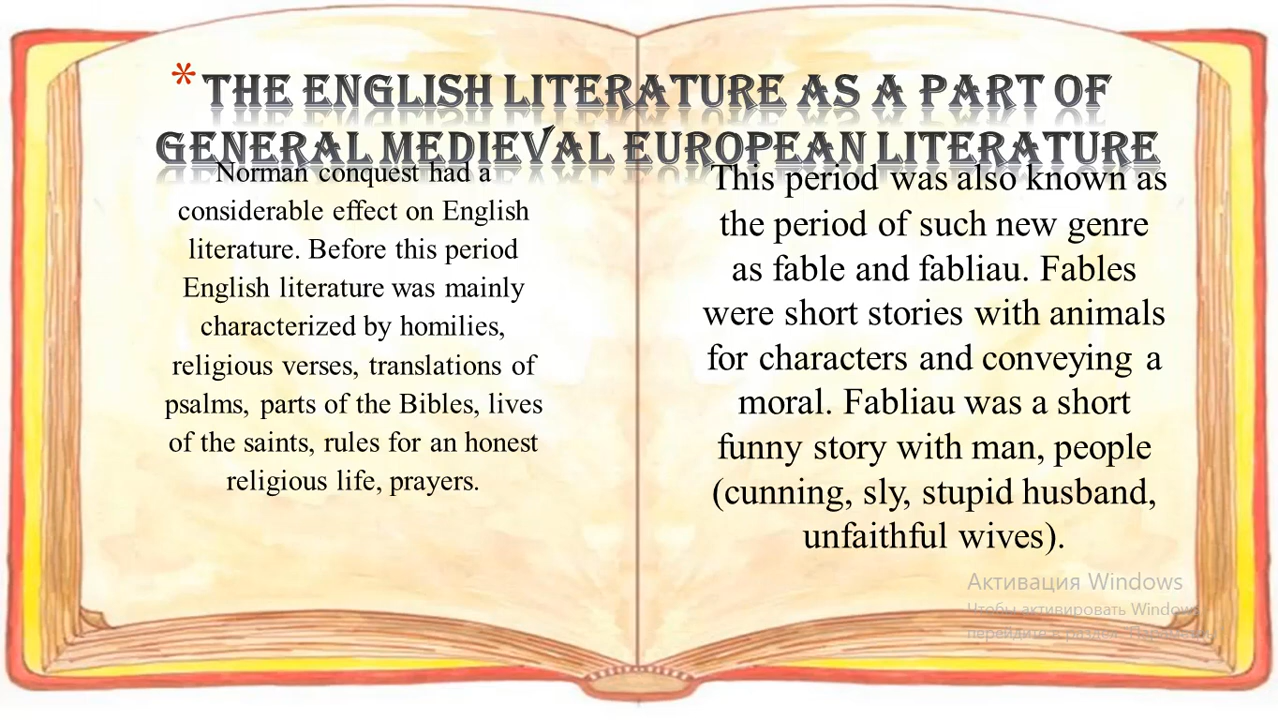 * THE ENGLISH LITERATURE AS A PART OF
GENERAL MEDIEVAL EUROPEAN LITERATURE
Norman conquest had a
considerable effect on English
literature. Before this period
English literature was mainly
characterized by homilies,
religious verses, translations of
psalms, parts of the Bibles, lives
of the saints, rules for an honest
religious life, prayers.
This period was also known as
the period of such new genre
as fable and fabliau. Fables
were short stories with animals
for characters and conveying a
moral. Fabliau was a short
funny story with man, people
(cunning, sly, stupid husband,
unfaithful wives).
Активация Windows
Чтобы активировать Windows,
перейдите в раздел "Параметры